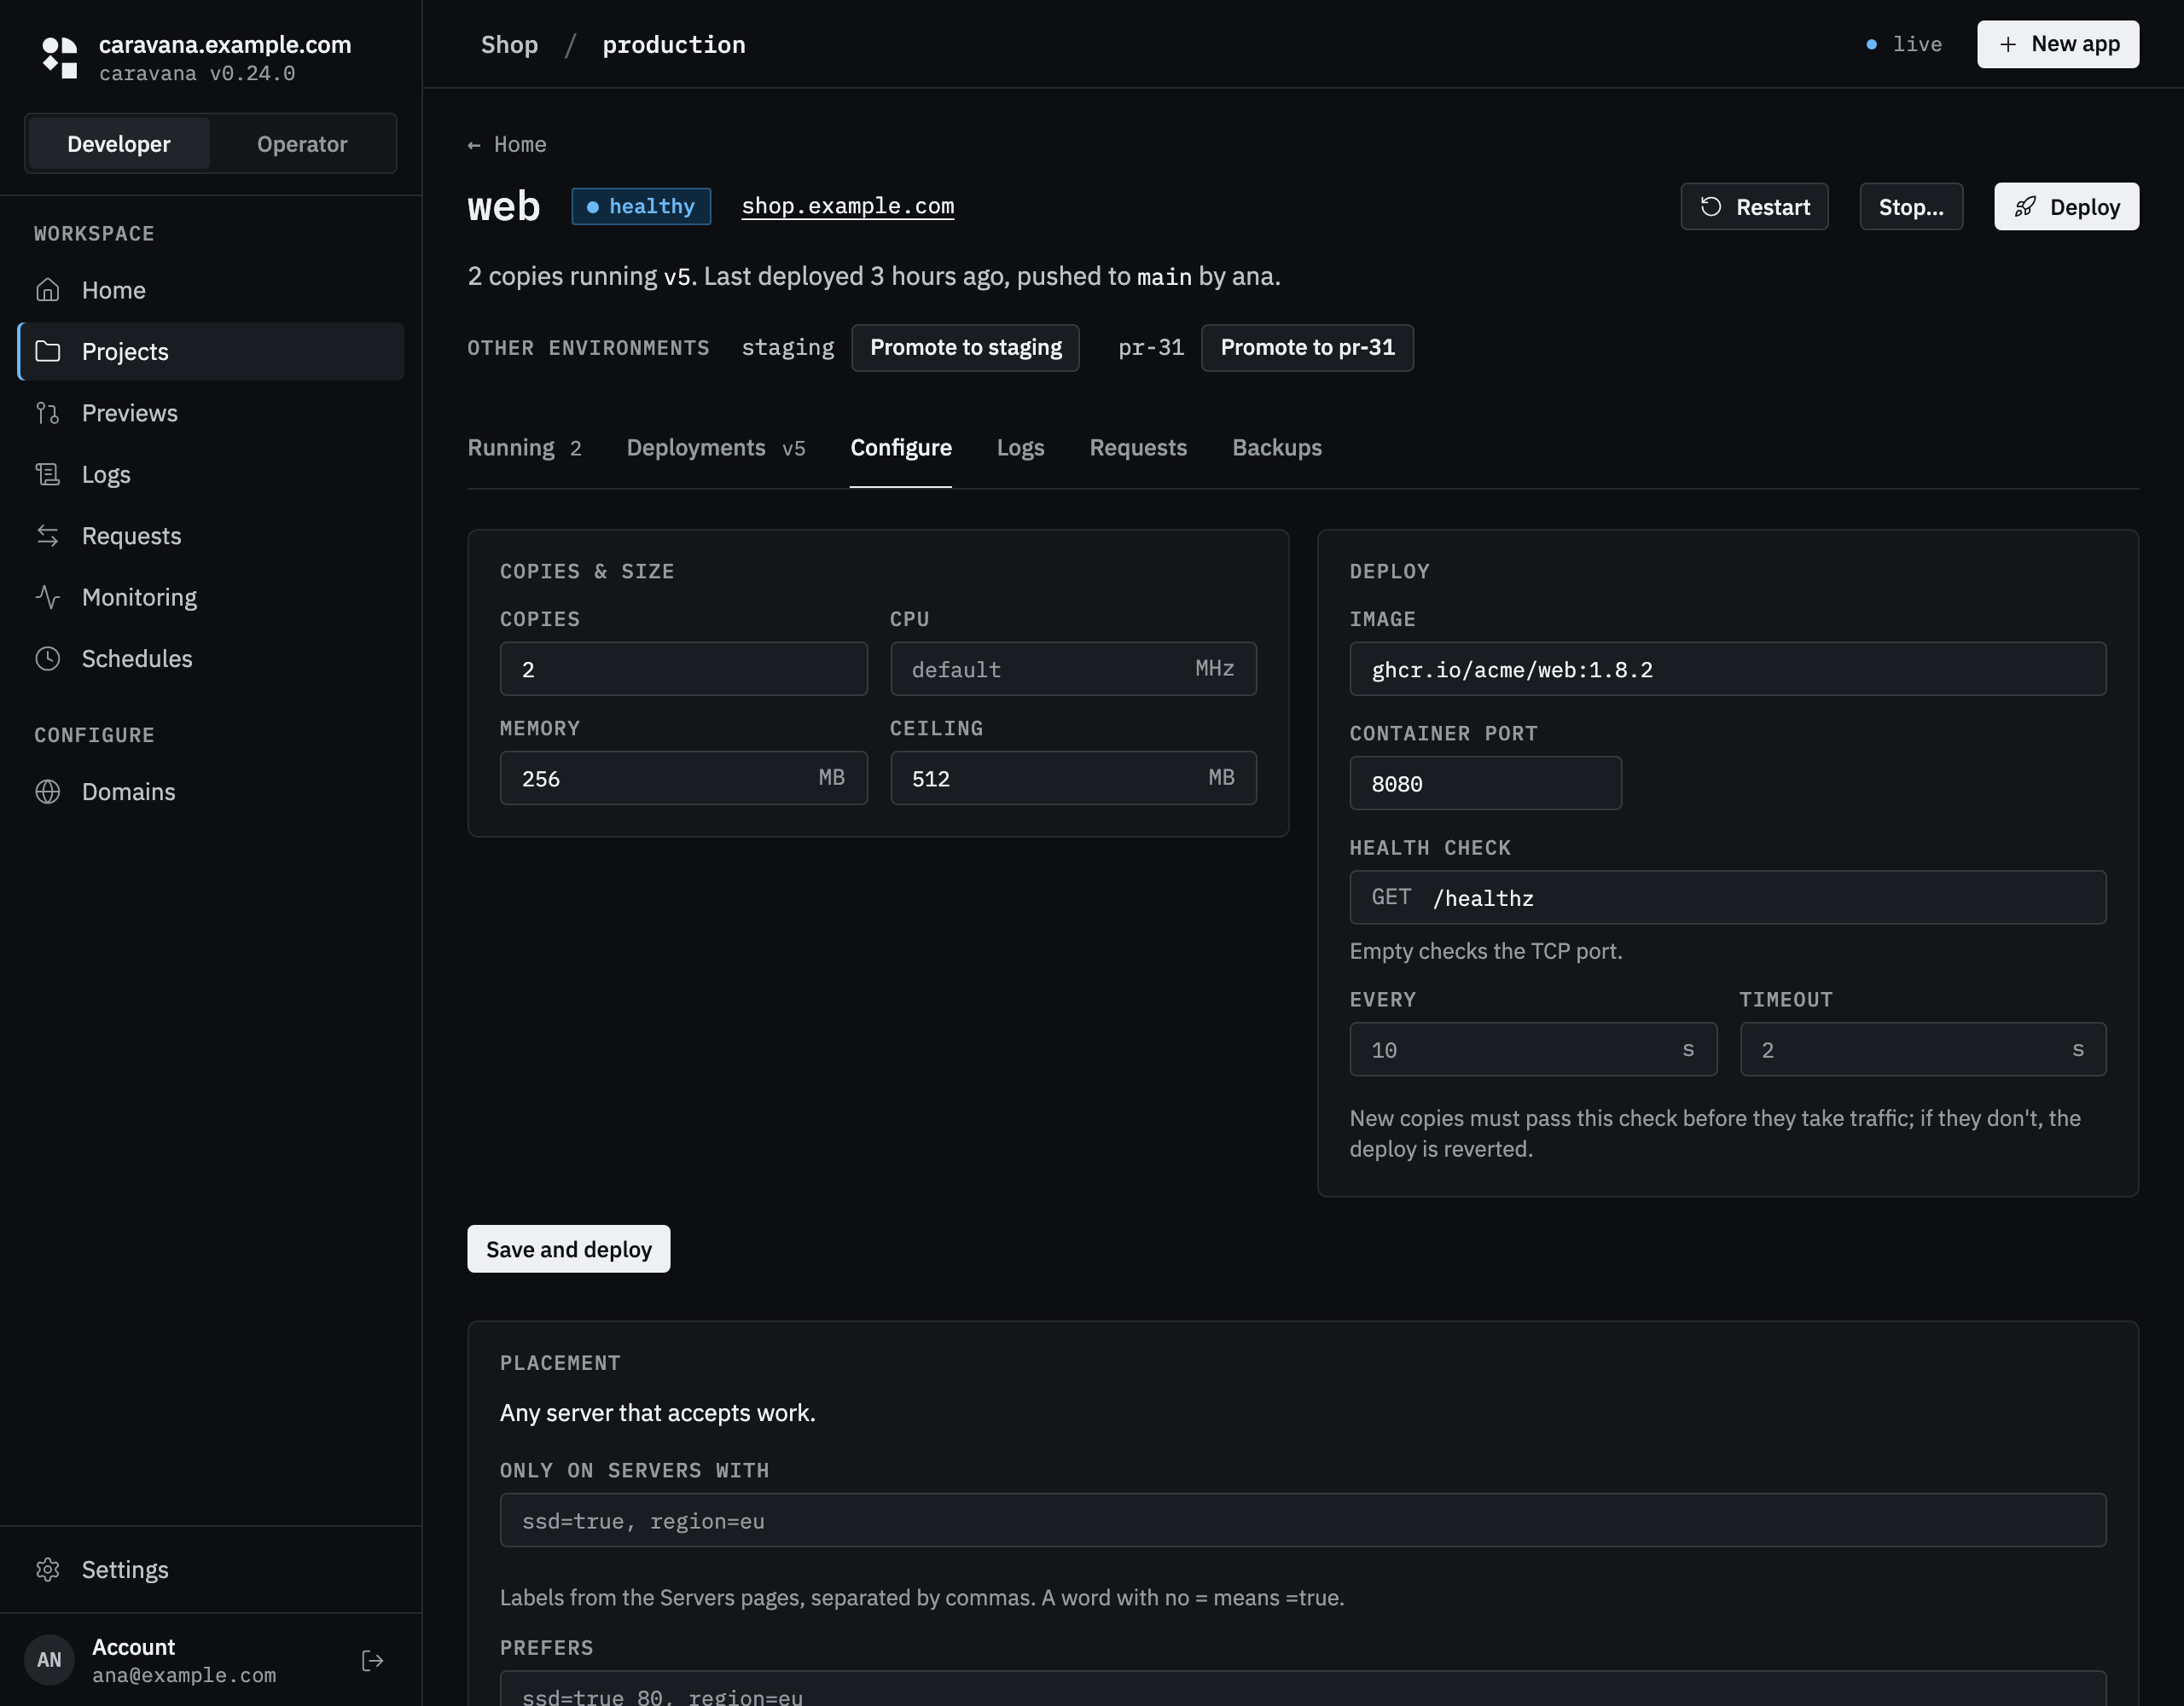 caravana.example.com
caravana v0.24.0
Developer
Operator
WORKSPACE
Home
Projects
Previews
Logs
Requests
Monitoring
Schedules
CONFIGURE
Domains
Settings
AN
Account
ana@example.com
Shop / production
live
+ New app
← Home
web
healthy
shop.example.com
Restart
Stop...
Deploy
2 copies running v5. Last deployed 3 hours ago, pushed to main by ana.
OTHER ENVIRONMENTS staging Promote to staging pr-31 Promote to pr-31
Running 2 Deployments v5 Configure Logs Requests Backups
COPIES & SIZE
COPIES
2
CPU
default MHz
MEMORY
256 MB
CEILING
512 MB
DEPLOY
IMAGE
ghcr.io/acme/web:1.8.2
CONTAINER PORT
8080
HEALTH CHECK
GET /healthz
Empty checks the TCP port.
EVERY
10 s
TIMEOUT
2 s
New copies must pass this check before they take traffic; if they don't, the
deploy is reverted.
Save and deploy
PLACEMENT
Any server that accepts work.
ONLY ON SERVERS WITH
ssd=true, region=eu
Labels from the Servers pages, separated by commas. A word with no = means =true.
PREFERS
ssd=true 80, region=eu